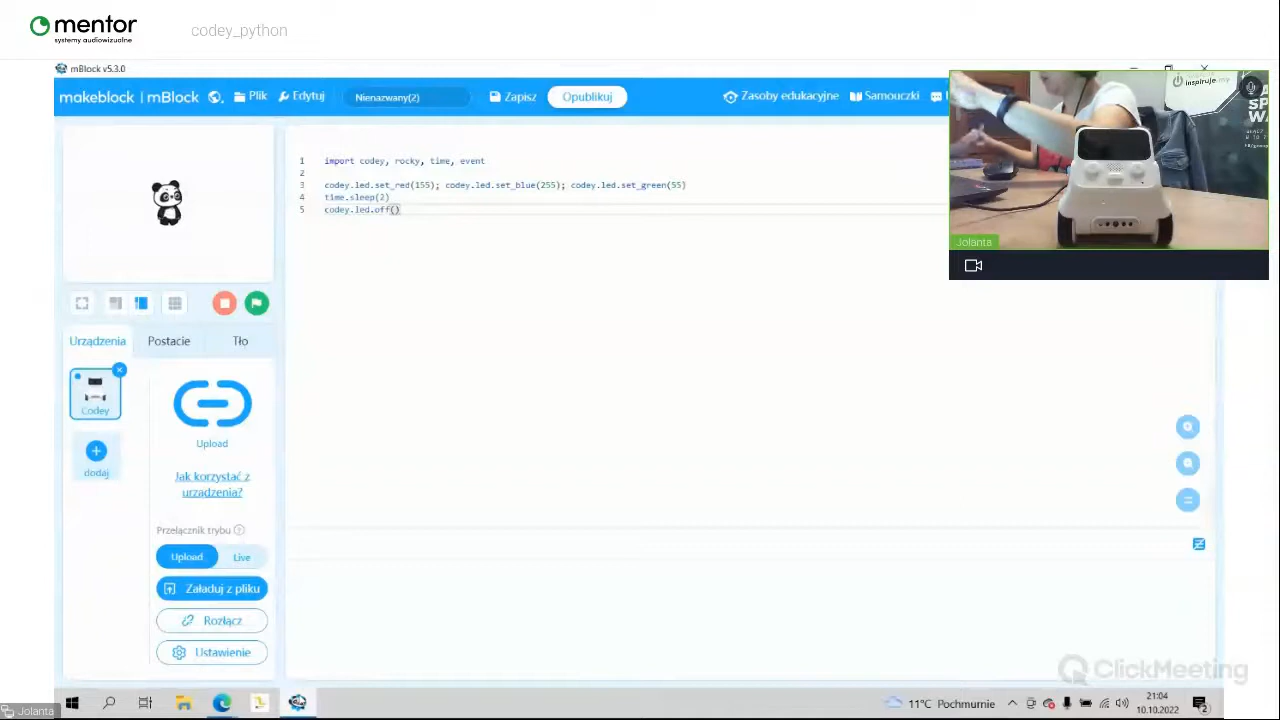 mentor
systemy audiowizualne
codey_python
mBlock v5.3.0
makeblock | mBlock
Plik
Edytuj
Nienazwany(2)
Zapisz
Opublikuj
Zasoby edukacyjne
Samouczki
inspiruje.my
Jolanta
1 import codey, rocky, time, event
2
3 codey.led.set_red(155); codey.led.set_blue(255); codey.led.set_green(55)
4 time.sleep(2)
5 codey.led.off()
Urządzenia
Postacie
Tło
Codey
dodaj
Upload
Jak korzystać z
urządzenia?
Przełącznik trybu
Upload
Live
Załaduj z pliku
Rozłącz
Ustawienie
ClickMeeting
11°C Pochmurnie
21:04
10.10.2022
2
Jolanta